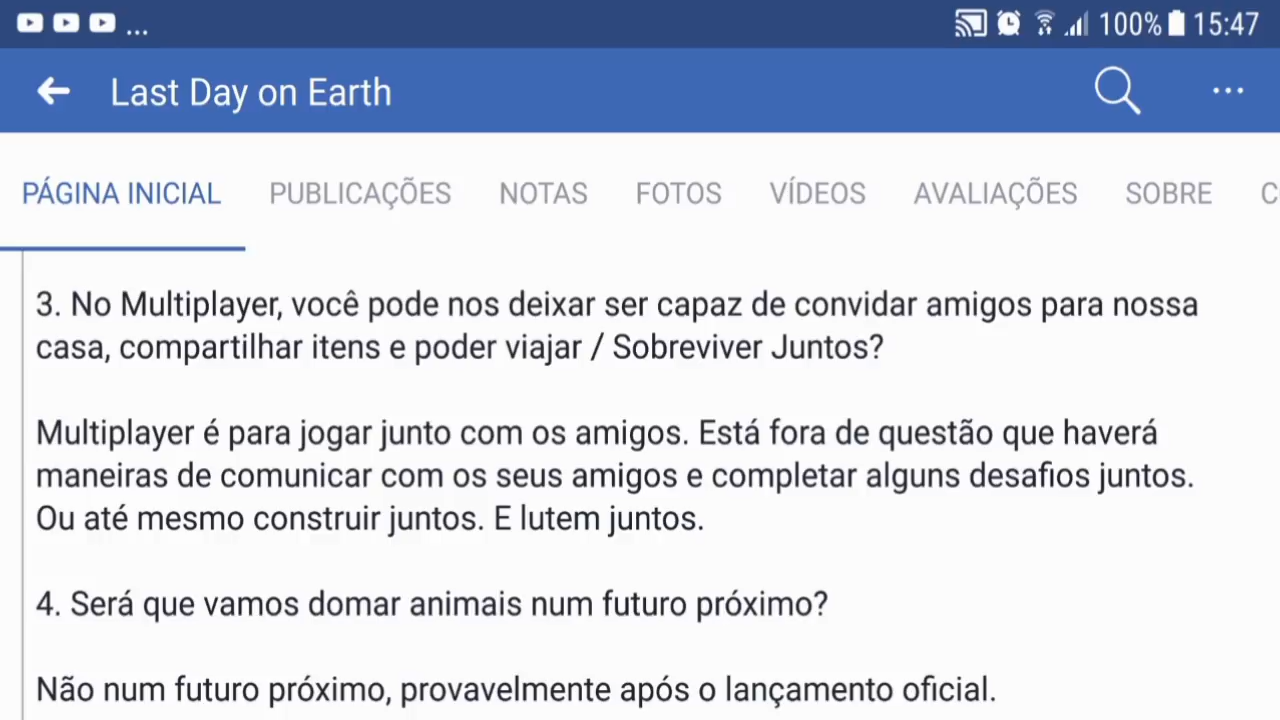 ... 100% 15:47
Last Day on Earth ...
PÁGINA INICIAL PUBLICAÇÕES NOTAS FOTOS VÍDEOS AVALIAÇÕES SOBRE C
3. No Multiplayer, você pode nos deixar ser capaz de convidar amigos para nossa
casa, compartilhar itens e poder viajar / Sobreviver Juntos?
Multiplayer é para jogar junto com os amigos. Está fora de questão que haverá
maneiras de comunicar com os seus amigos e completar alguns desafios juntos.
Ou até mesmo construir juntos. E lutem juntos.
4. Será que vamos domar animais num futuro próximo?
Não num futuro próximo, provavelmente após o lançamento oficial.